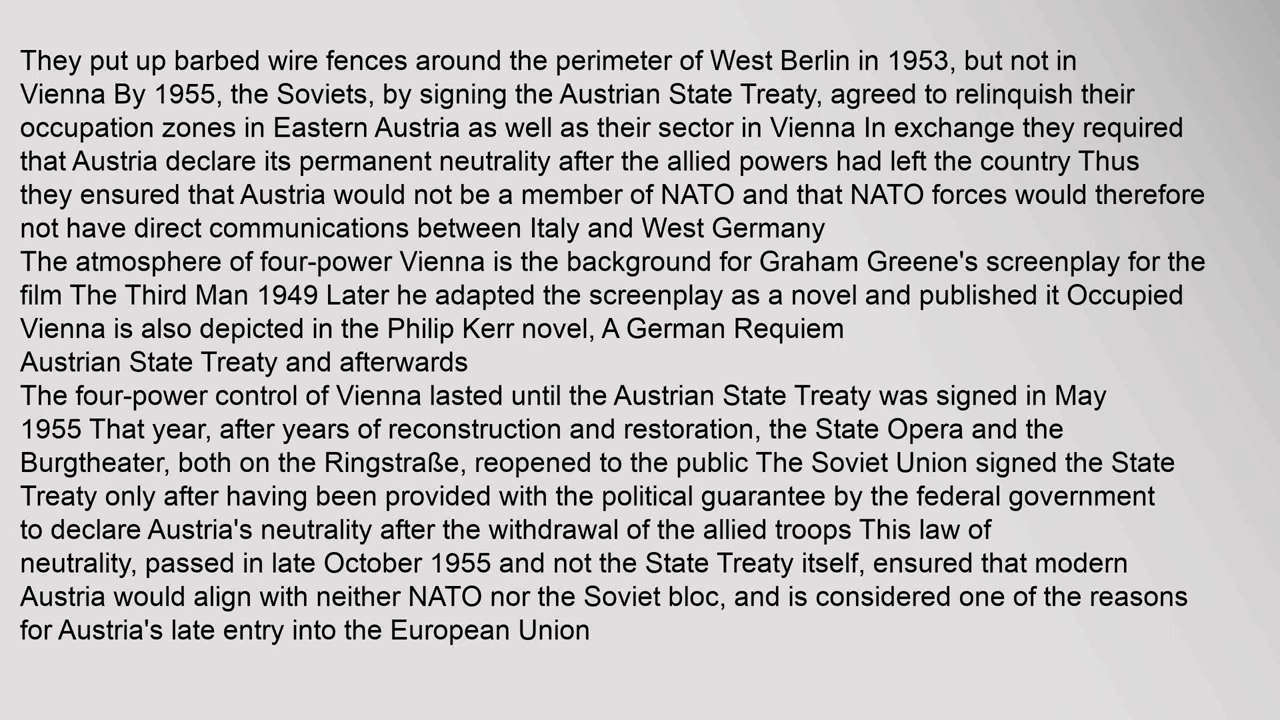 They put up barbed wire fences around the perimeter of West Berlin in 1953, but not in
Vienna By 1955, the Soviets, by signing the Austrian State Treaty, agreed to relinquish their
occupation zones in Eastern Austria as well as their sector in Vienna In exchange they required
that Austria declare its permanent neutrality after the allied powers had left the country Thus
they ensured that Austria would not be a member of NATO and that NATO forces would therefore
not have direct communications between Italy and West Germany
The atmosphere of four-power Vienna is the background for Graham Greene's screenplay for the
film The Third Man 1949 Later he adapted the screenplay as a novel and published it Occupied
Vienna is also depicted in the Philip Kerr novel, A German Requiem
Austrian State Treaty and afterwards
The four-power control of Vienna lasted until the Austrian State Treaty was signed in May
1955 That year, after years of reconstruction and restoration, the State Opera and the
Burgtheater, both on the Ringstraße, reopened to the public The Soviet Union signed the State
Treaty only after having been provided with the political guarantee by the federal government
to declare Austria's neutrality after the withdrawal of the allied troops This law of
neutrality, passed in late October 1955 and not the State Treaty itself, ensured that modern
Austria would align with neither NATO nor the Soviet bloc, and is considered one of the reasons
for Austria's late entry into the European Union